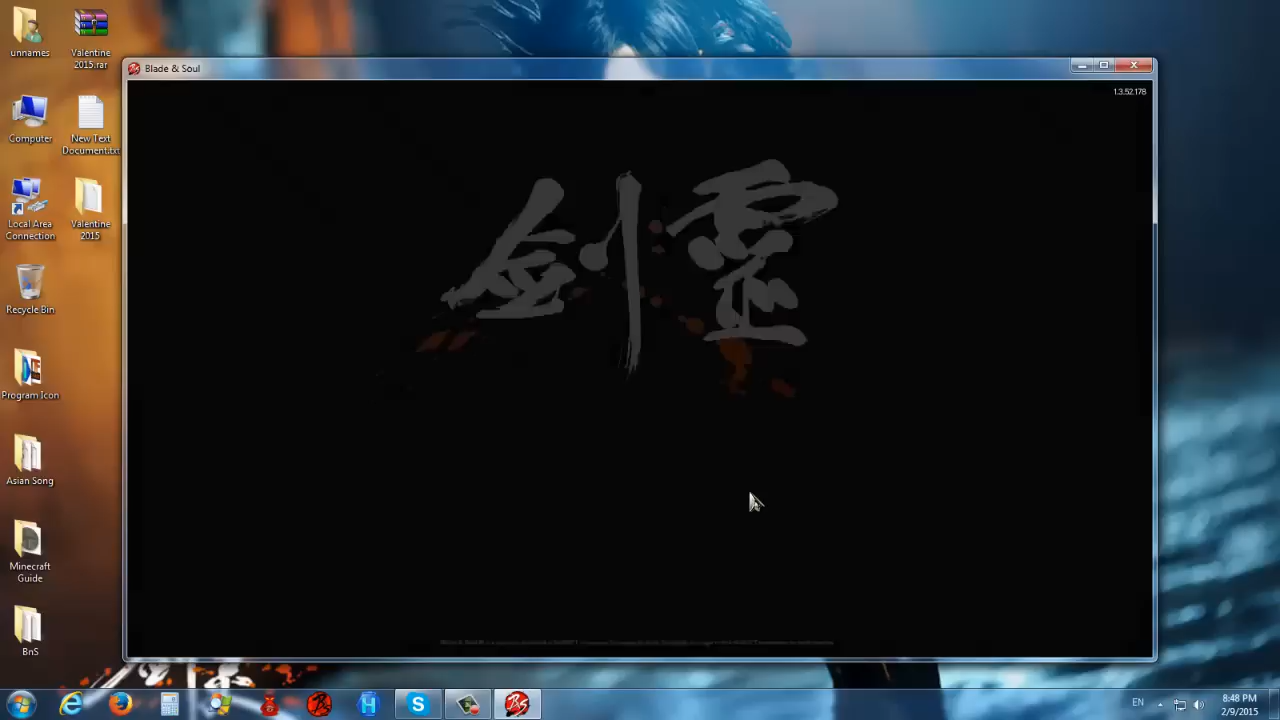 unnames
Valentine
2015.rar
Computer
New Text
Document.txt
Local Area
Connection
Valentine
2015
Recycle Bin
Program Icon
Asian Song
Minecraft
Guide
BnS
Blade & Soul
1.3.52.178
剑靈
EN
8:48 PM
2/9/2015